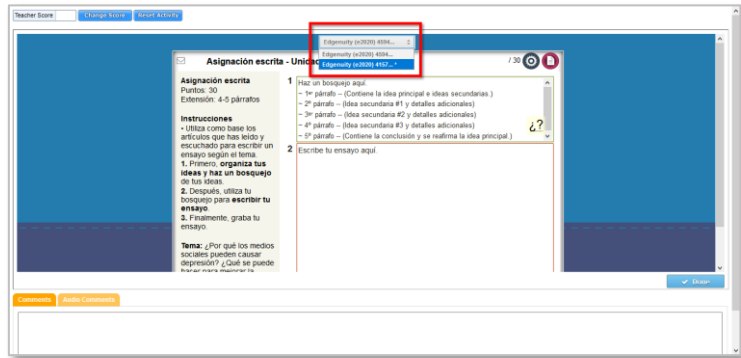 Teacher Score Change Score Reset Activity
Edgenuity (e2020) 4594...
Edgenuity (e2020) 4594...
Edgenuity (e2020) 4157... *
Asignación escrita - Unidad
/ 30
Asignación escrita
Puntos: 30
Extensión: 4-5 párrafos
Instrucciones
• Utiliza como base los
artículos que has leído y
escuchado para escribir un
ensayo según el tema.
1. Primero, organiza tus
ideas y haz un bosquejo
de tus ideas.
2. Después, utiliza tu
bosquejo para escribir tu
ensayo.
3. Finalmente, graba tu
ensayo.
Tema: ¿Por qué los medios
sociales pueden causar
depresión? ¿Qué se puede
hacer para mejorar la
1 Haz un bosquejo aquí.
~ 1er párrafo – (Contiene la idea principal e ideas secundarias.)
~ 2º párrafo – (Idea secundaria #1 y detalles adicionales)
~ 3er párrafo – (Idea secundaria #2 y detalles adicionales)
~ 4º párrafo – (Idea secundaria #3 y detalles adicionales)
~ 5º párrafo – (Contiene la conclusión y se reafirma la idea principal.)
¿?
2 Escribe tu ensayo aquí.
Done
Comments Audio Comments